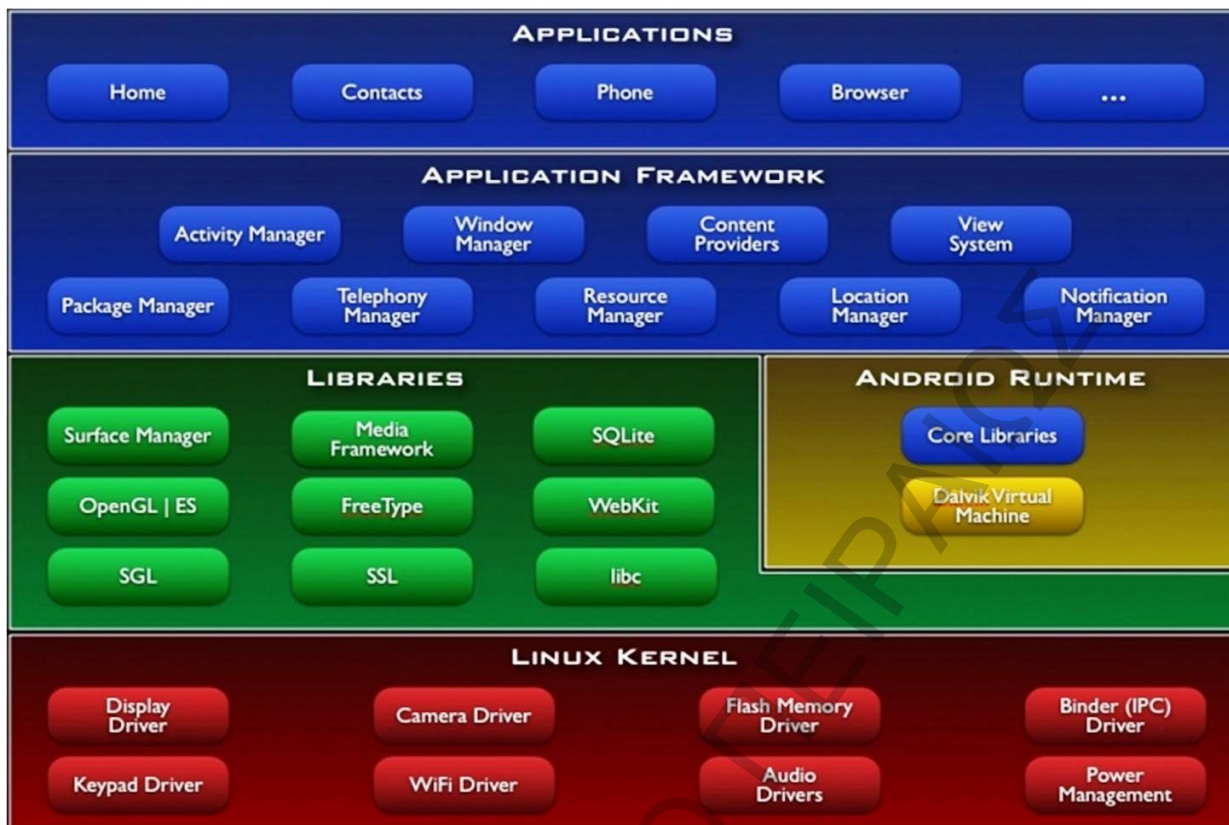 APPLICATIONS
Home
Contacts
Phone
Browser
...
APPLICATION FRAMEWORK
Activity Manager
Window
Manager
Content
Providers
View
System
Package Manager
Telephony
Manager
Resource
Manager
Location
Manager
Notification
Manager
LIBRARIES
Surface Manager
Media
Framework
SQLite
OpenGL | ES
FreeType
WebKit
SGL
SSL
libc
ANDROID RUNTIME
Core Libraries
Dalvik Virtual
Machine
LINUX KERNEL
Display
Driver
Camera Driver
Flash Memory
Driver
Binder (IPC)
Driver
Keypad Driver
WiFi Driver
Audio
Drivers
Power
Management